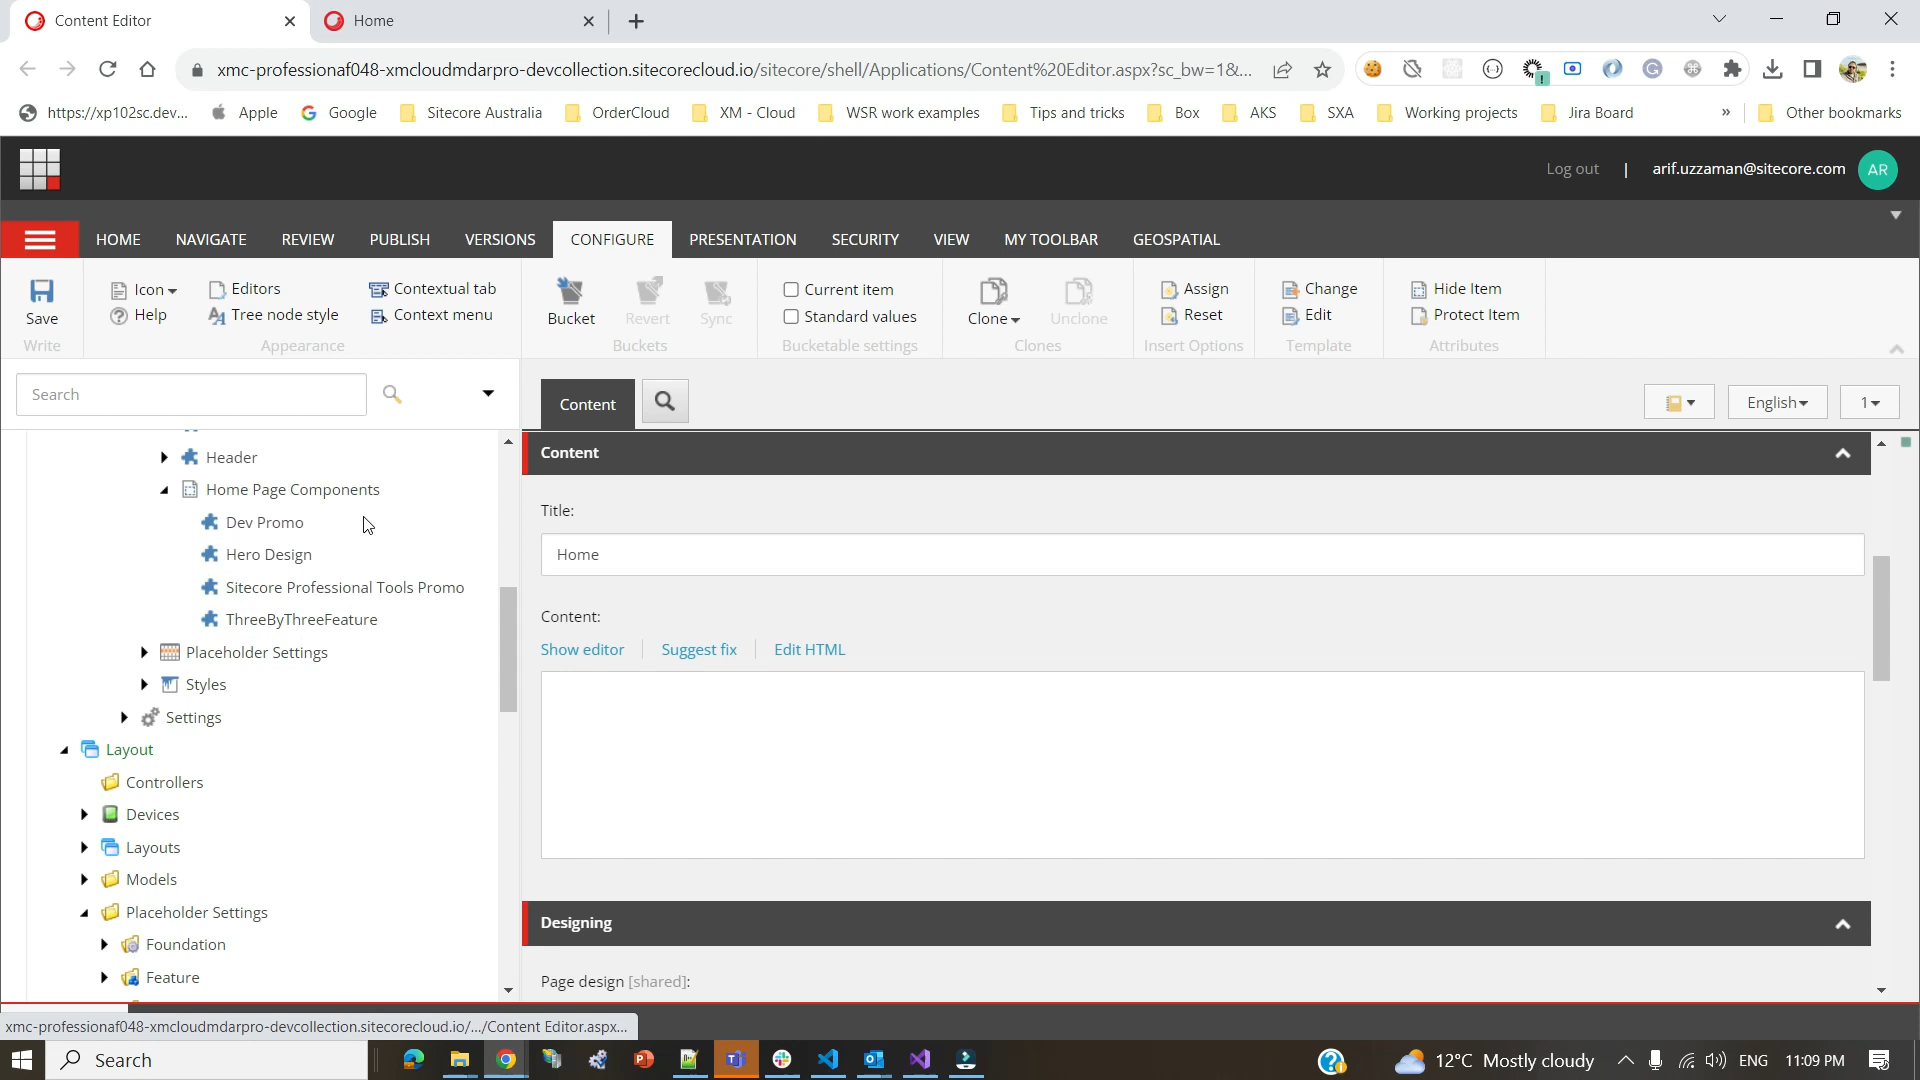 Content Editor
Home
xmc-professionaf048-xmcloudmdarpro-devcollection.sitecorecloud.io/sitecore/shell/Applications/Content%20Editor.aspx?sc_bw=1&...
https://xp102sc.dev...
Apple
Google
Sitecore Australia
OrderCloud
XM - Cloud
WSR work examples
Tips and tricks
Box
AKS
SXA
Working projects
Jira Board
»
Other bookmarks
Log out | arif.uzzaman@sitecore.com AR
HOME NAVIGATE REVIEW PUBLISH VERSIONS CONFIGURE PRESENTATION SECURITY VIEW MY TOOLBAR GEOSPATIAL
Save
Write
Icon
Help
Editors
Tree node style
Contextual tab
Context menu
Appearance
Bucket
Revert
Sync
Buckets
Current item
Standard values
Bucketable settings
Clone
Unclone
Clones
Assign
Reset
Insert Options
Change
Edit
Template
Hide Item
Protect Item
Attributes
Search
Content
English
1
Header
Home Page Components
Dev Promo
Hero Design
Sitecore Professional Tools Promo
ThreeByThreeFeature
Placeholder Settings
Styles
Settings
Layout
Controllers
Devices
Layouts
Models
Placeholder Settings
Foundation
Feature
Content
Title:
Home
Content:
Show editor
Suggest fix
Edit HTML
Designing
Page design [shared]:
xmc-professionaf048-xmcloudmdarpro-devcollection.sitecorecloud.io/.../Content Editor.aspx...
Search
12°C Mostly cloudy
ENG
11:09 PM